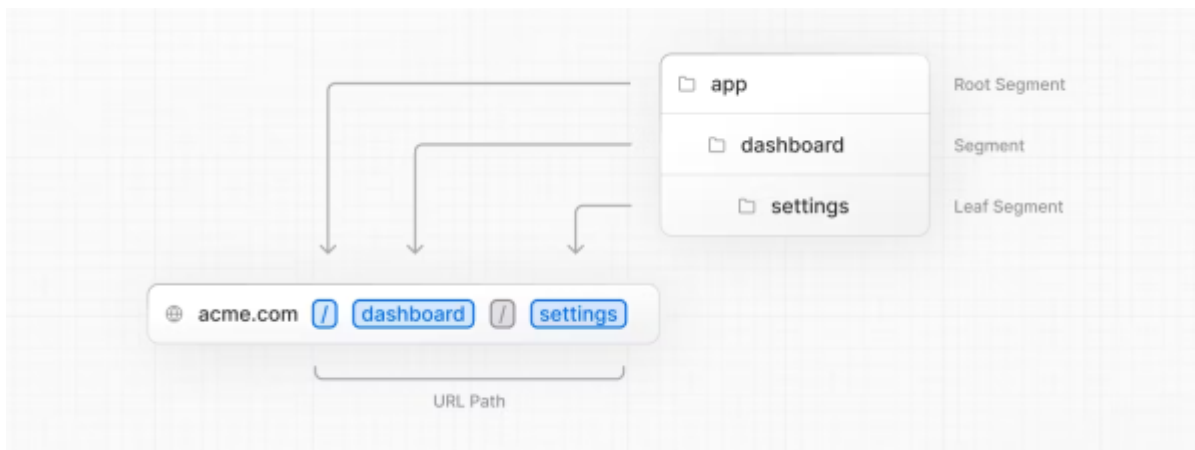 app Root Segment
dashboard Segment
settings Leaf Segment
acme.com / dashboard / settings
URL Path